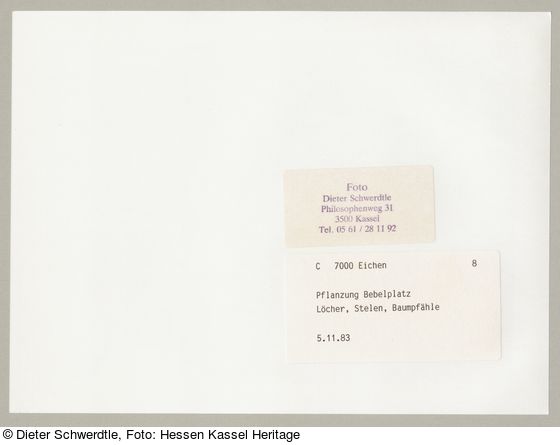 Foto
Dieter Schwerdtle
Philosophenweg 31
3500 Kassel
Tel. 05 61 / 28 11 92
C 7000 Eichen 8
Pflanzung Bebelplatz
Löcher, Stelen, Baumpfähle
5.11.83
© Dieter Schwerdtle, Foto: Hessen Kassel Heritage